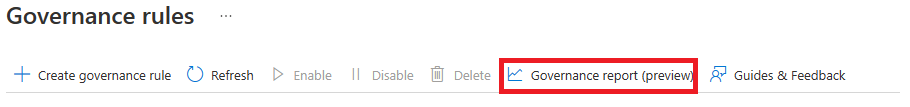 Governance rules ...
Create governance rule Refresh Enable Disable Delete Governance report (preview) Guides & Feedback